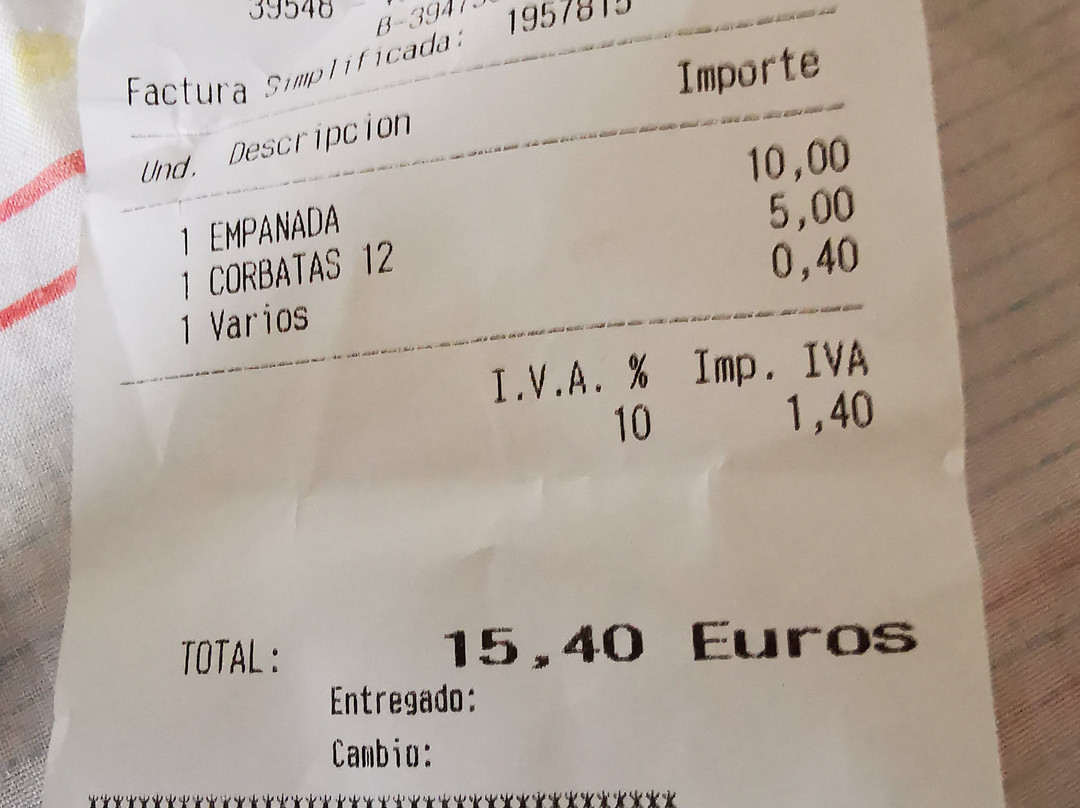 39548
Factura Simplificada: 1957815
Und. Descripcion Importe
1 EMPANADA 10,00
1 CORBATAS 12 5,00
1 Varios 0,40
I.V.A. % Imp. IVA
10 1,40
TOTAL: 15,40 Euros
Entregado:
Cambio: